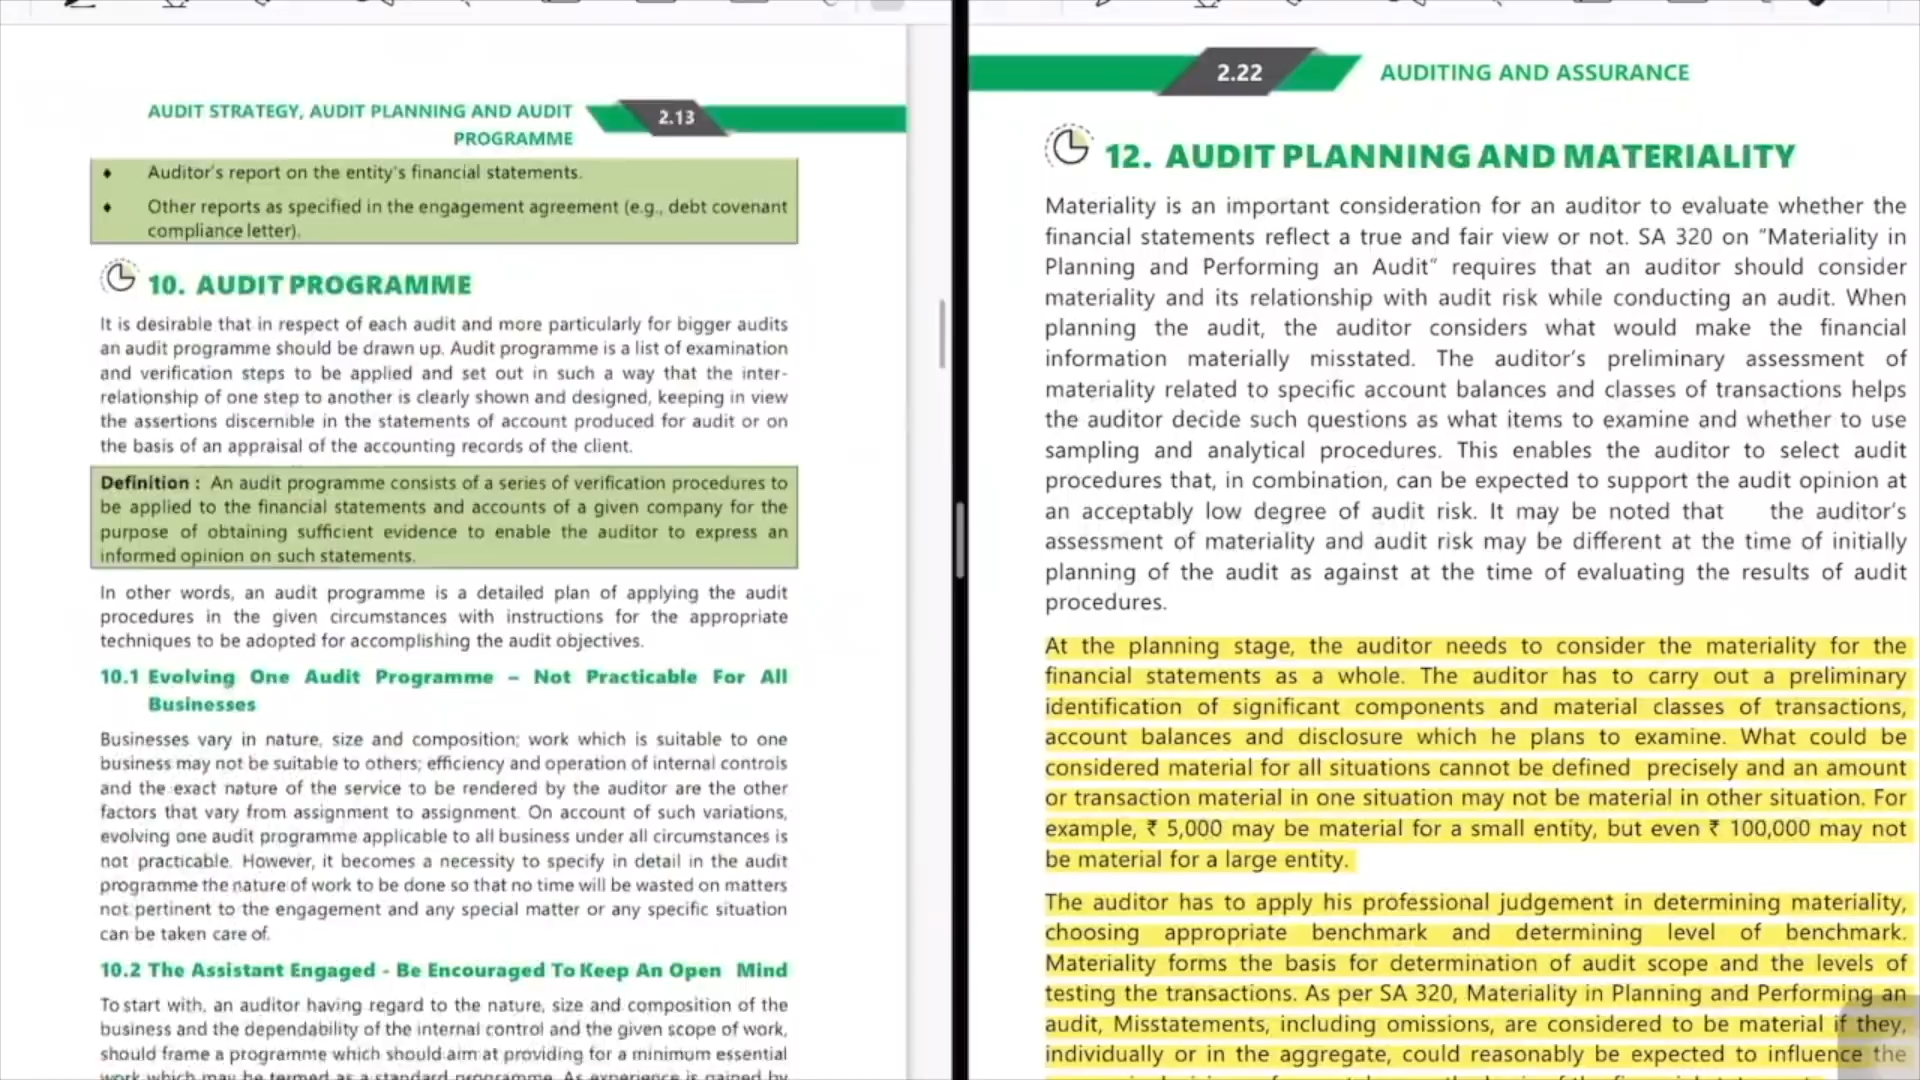 AUDIT STRATEGY, AUDIT PLANNING AND AUDIT
PROGRAMME
2.13
♦ Auditor's report on the entity's financial statements.
♦ Other reports as specified in the engagement agreement (e.g., debt covenant
compliance letter).
10. AUDIT PROGRAMME
It is desirable that in respect of each audit and more particularly for bigger audits
an audit programme should be drawn up. Audit programme is a list of examination
and verification steps to be applied and set out in such a way that the inter-
relationship of one step to another is clearly shown and designed, keeping in view
the assertions discernible in the statements of account produced for audit or on
the basis of an appraisal of the accounting records of the client.
Definition : An audit programme consists of a series of verification procedures to
be applied to the financial statements and accounts of a given company for the
purpose of obtaining sufficient evidence to enable the auditor to express an
informed opinion on such statements.
In other words, an audit programme is a detailed plan of applying the audit
procedures in the given circumstances with instructions for the appropriate
techniques to be adopted for accomplishing the audit objectives.
10.1 Evolving One Audit Programme – Not Practicable For All
Businesses
Businesses vary in nature, size and composition; work which is suitable to one
business may not be suitable to others; efficiency and operation of internal controls
and the exact nature of the service to be rendered by the auditor are the other
factors that vary from assignment to assignment. On account of such variations,
evolving one audit programme applicable to all business under all circumstances is
not practicable. However, it becomes a necessity to specify in detail in the audit
programme the nature of work to be done so that no time will be wasted on matters
not pertinent to the engagement and any special matter or any specific situation
can be taken care of.
10.2 The Assistant Engaged - Be Encouraged To Keep An Open Mind
To start with, an auditor having regard to the nature, size and composition of the
business and the dependability of the internal control and the given scope of work,
should frame a programme which should aim at providing for a minimum essential
work which may be termed as a standard programme. As experience is gained by
2.22
AUDITING AND ASSURANCE
12. AUDIT PLANNING AND MATERIALITY
Materiality is an important consideration for an auditor to evaluate whether the
financial statements reflect a true and fair view or not. SA 320 on "Materiality in
Planning and Performing an Audit" requires that an auditor should consider
materiality and its relationship with audit risk while conducting an audit. When
planning the audit, the auditor considers what would make the financial
information materially misstated. The auditor's preliminary assessment of
materiality related to specific account balances and classes of transactions helps
the auditor decide such questions as what items to examine and whether to use
sampling and analytical procedures. This enables the auditor to select audit
procedures that, in combination, can be expected to support the audit opinion at
an acceptably low degree of audit risk. It may be noted that the auditor's
assessment of materiality and audit risk may be different at the time of initially
planning of the audit as against at the time of evaluating the results of audit
procedures.
At the planning stage, the auditor needs to consider the materiality for the
financial statements as a whole. The auditor has to carry out a preliminary
identification of significant components and material classes of transactions,
account balances and disclosure which he plans to examine. What could be
considered material for all situations cannot be defined precisely and an amount
or transaction material in one situation may not be material in other situation. For
example, ₹ 5,000 may be material for a small entity, but even ₹ 100,000 may not
be material for a large entity.
The auditor has to apply his professional judgement in determining materiality,
choosing appropriate benchmark and determining level of benchmark.
Materiality forms the basis for determination of audit scope and the levels of
testing the transactions. As per SA 320, Materiality in Planning and Performing an
audit, Misstatements, including omissions, are considered to be material if they,
individually or in the aggregate, could reasonably be expected to influence the